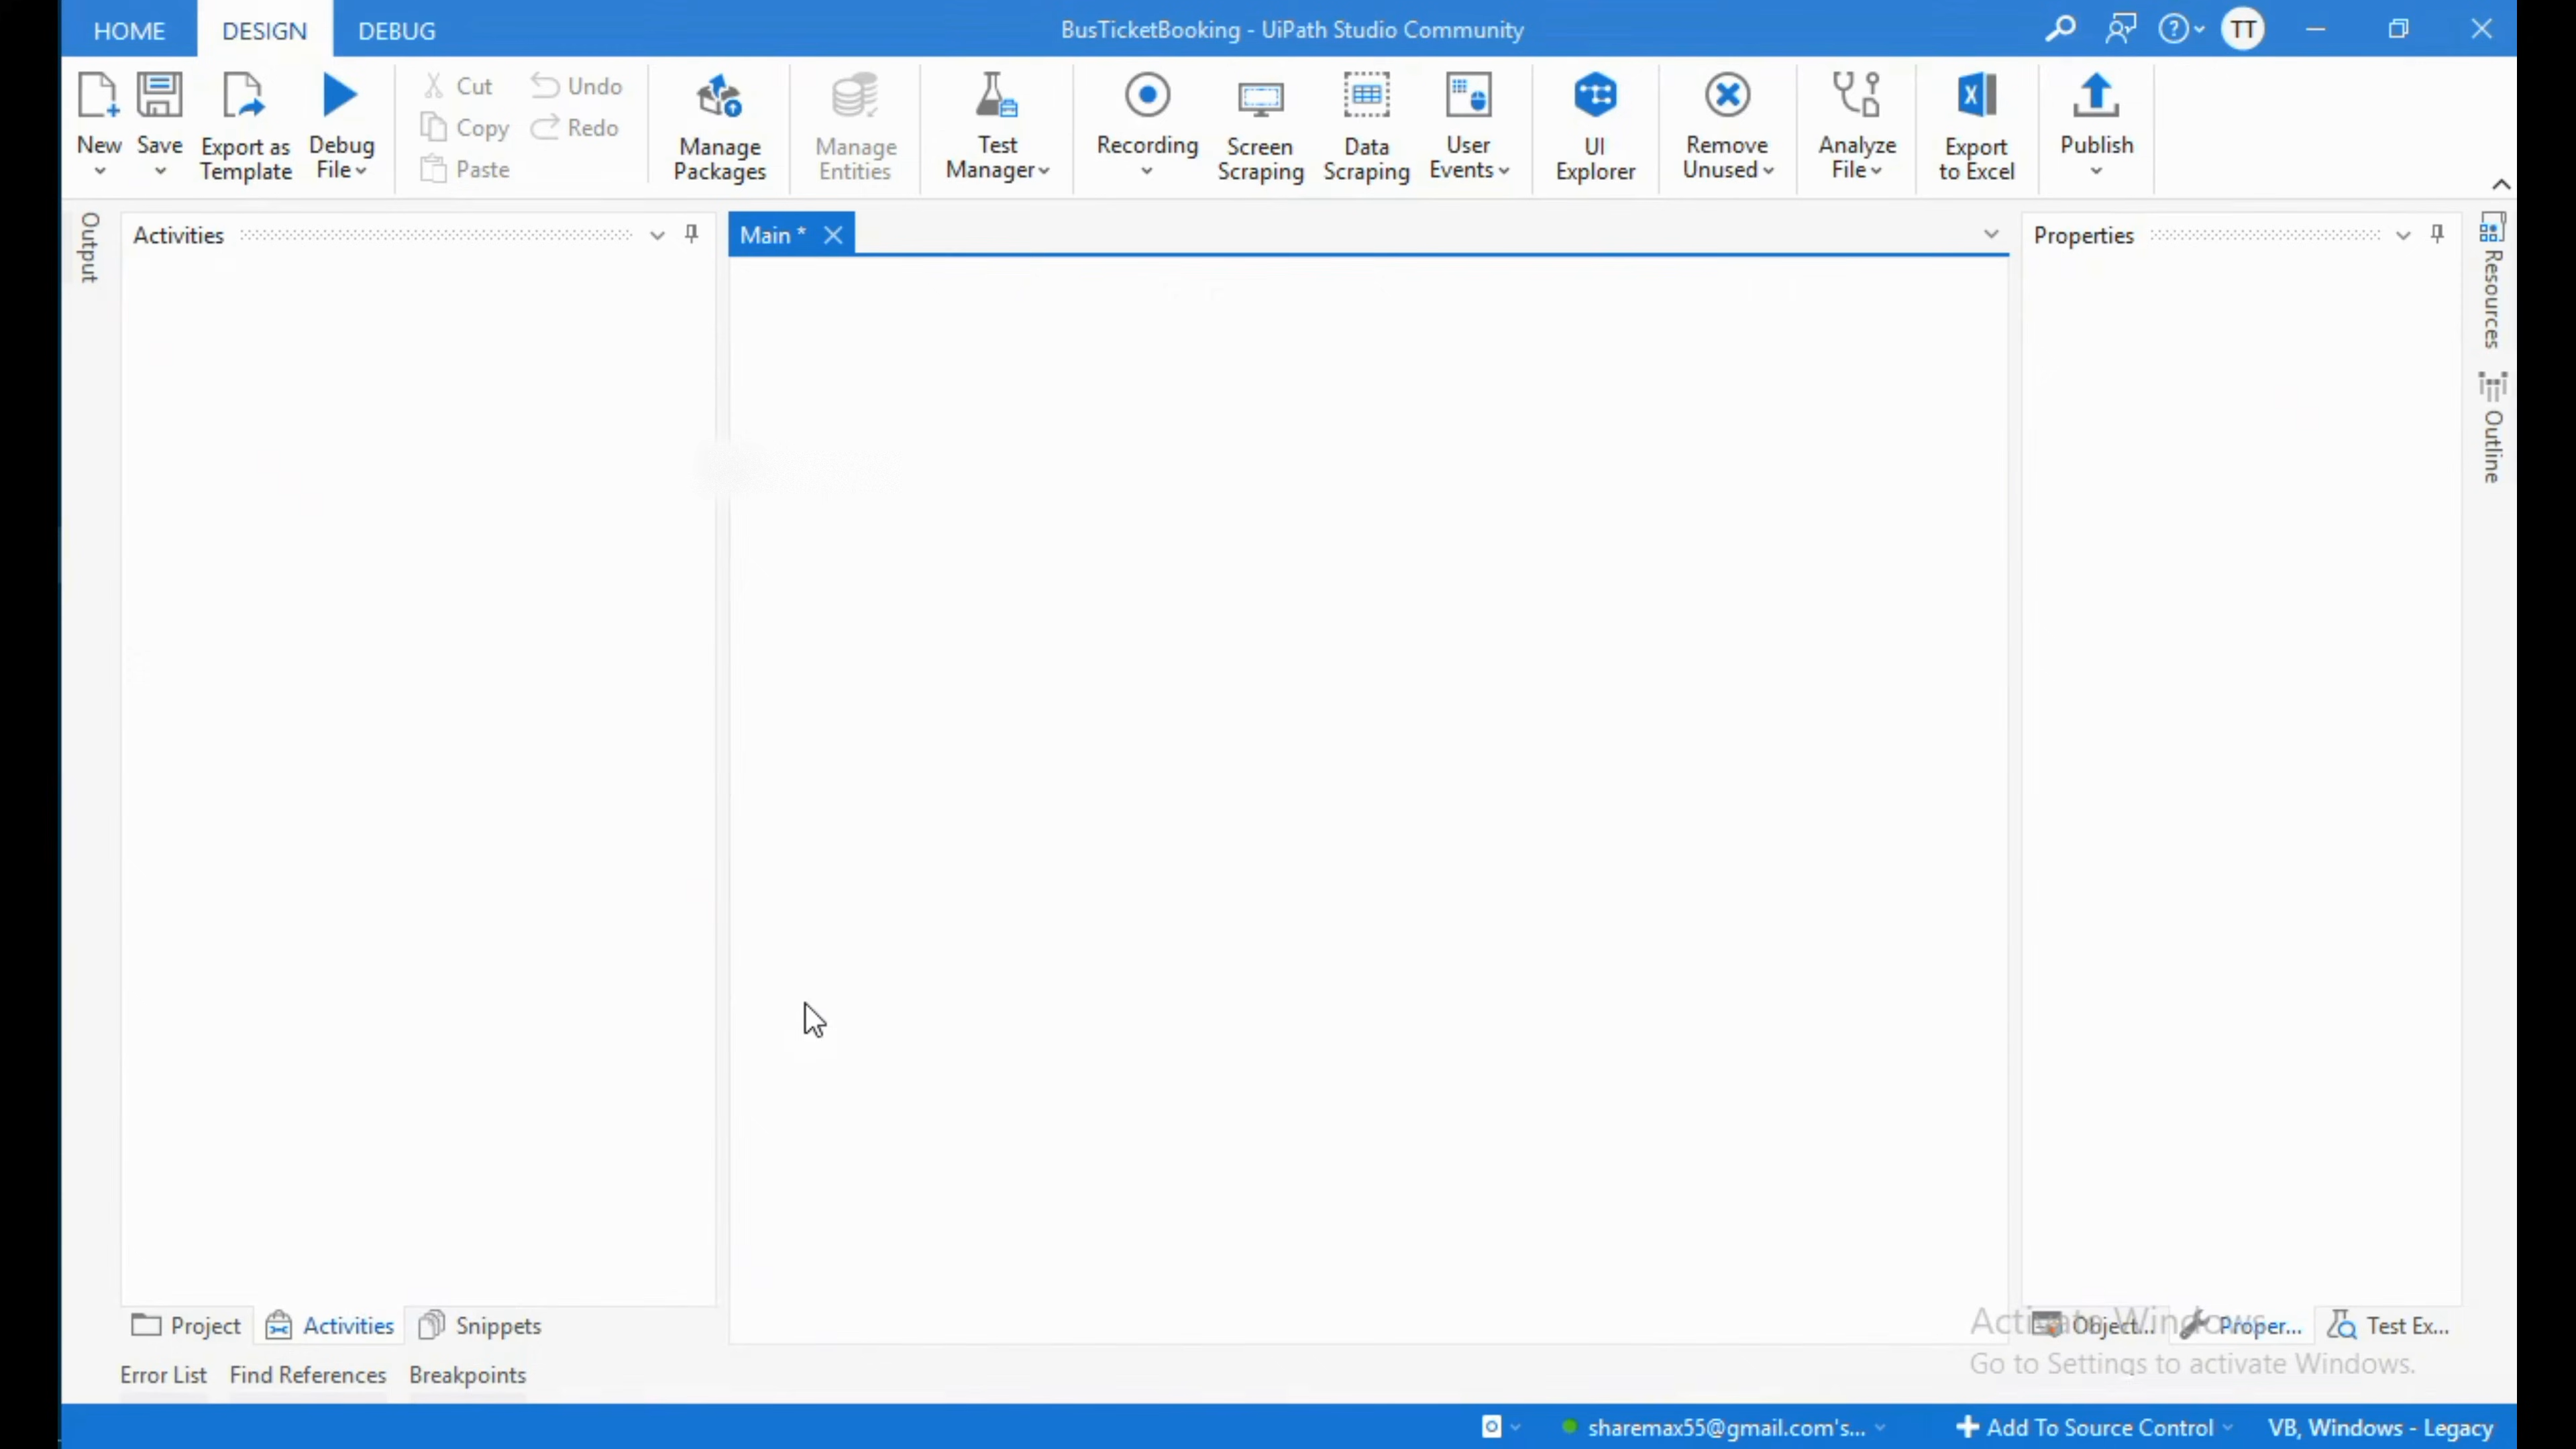 HOME DESIGN DEBUG BusTicketBooking - UiPath Studio Community TT
New Save Export as Template Debug File
Cut Undo
Copy Redo
Paste
Manage Packages Manage Entities Test Manager Recording Screen Scraping Data Scraping User Events UI Explorer Remove Unused Analyze File Export to Excel Publish
Output
Activities
Main *
Properties
Resources
Outline
Project Activities Snippets
Object... Proper... Test Ex...
Activate Windows
Go to Settings to activate Windows.
Error List Find References Breakpoints
sharemax55@gmail.com's... Add To Source Control VB, Windows - Legacy